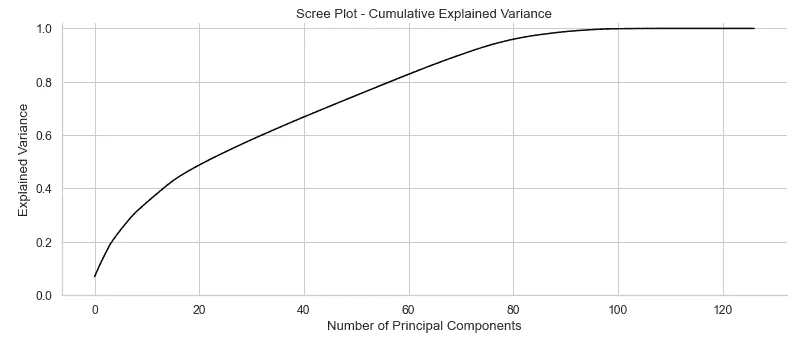 Scree Plot - Cumulative Explained Variance
1.0
0.8
0.6
0.4
0.2
0.0
Explained Variance
0 20 40 60 80 100 120
Number of Principal Components